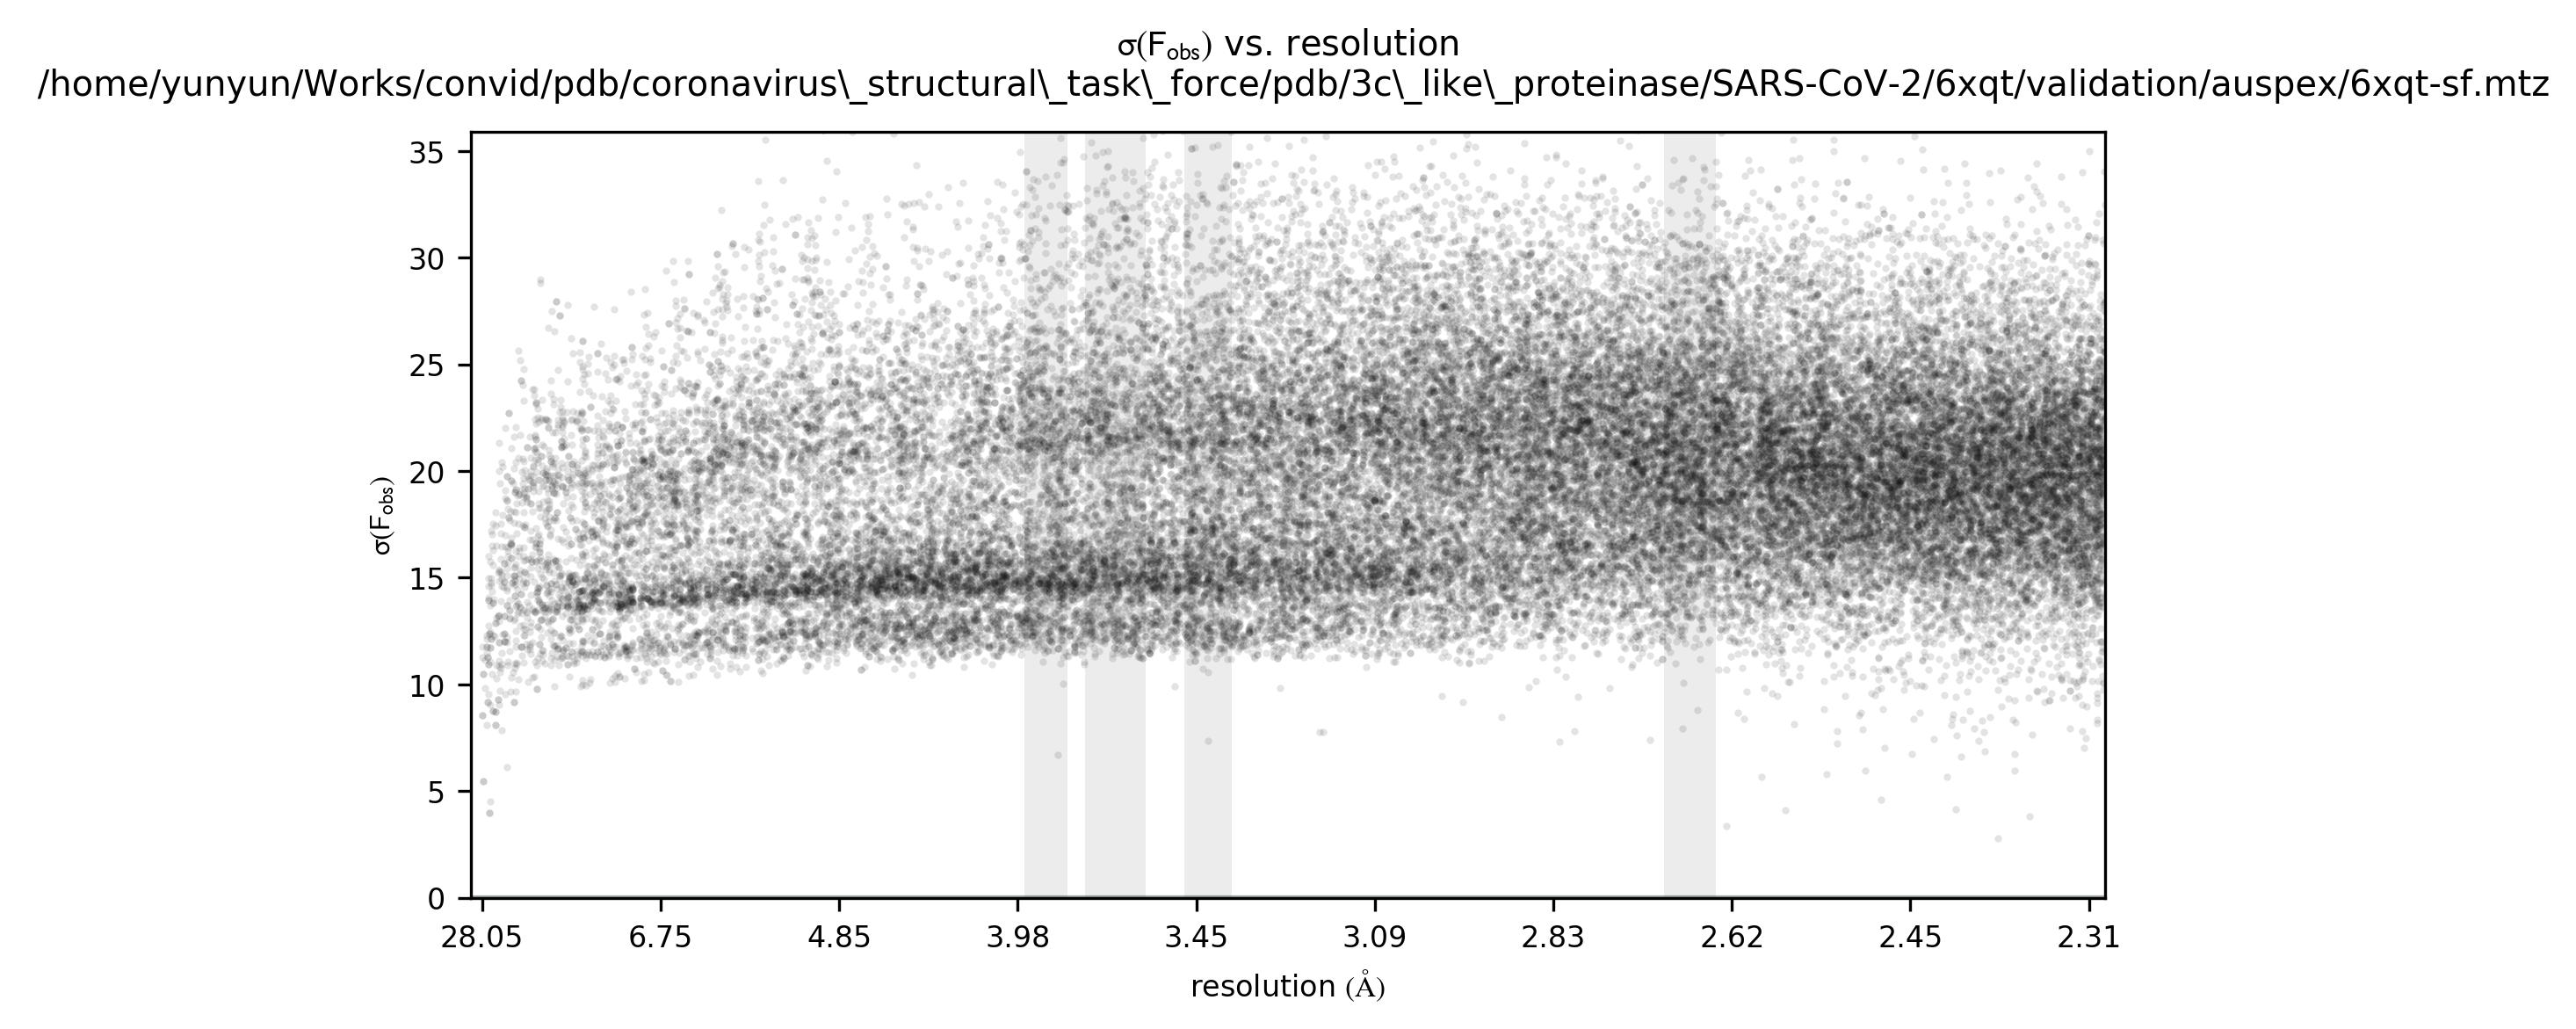 σ(Fobs) vs. resolution
/home/yunyun/Works/convid/pdb/coronavirus\_structural\_task\_force/pdb/3c\_like\_proteinase/SARS-CoV-2/6xqt/validation/auspex/6xqt-sf.mtz
35
30
25
20
15
10
5
0
σ(Fobs)
28.05 6.75 4.85 3.98 3.45 3.09 2.83 2.62 2.45 2.31
resolution (Å)